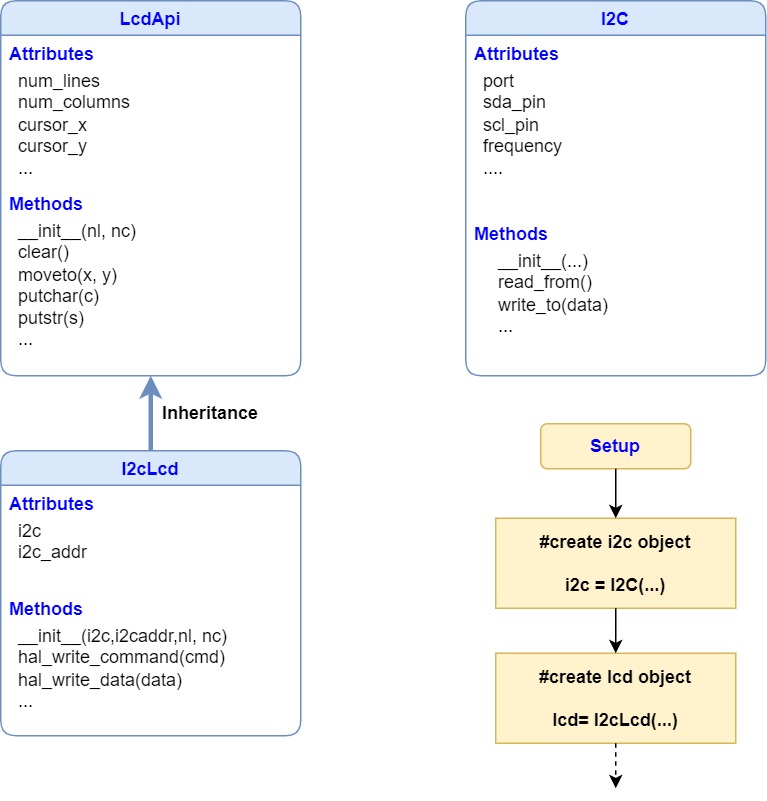 LcdApi
Attributes
num_lines
num_columns
cursor_x
cursor_y
...
Methods
__init__(nl, nc)
clear()
moveto(x, y)
putchar(c)
putstr(s)
...
I2C
Attributes
port
sda_pin
scl_pin
frequency
....
Methods
__init__(...)
read_from()
write_to(data)
...
Inheritance
I2cLcd
Attributes
i2c
i2c_addr
Methods
__init__(i2c,i2caddr,nl, nc)
hal_write_command(cmd)
hal_write_data(data)
...
Setup
#create i2c object
i2c = I2C(...)
#create lcd object
lcd= I2cLcd(...)